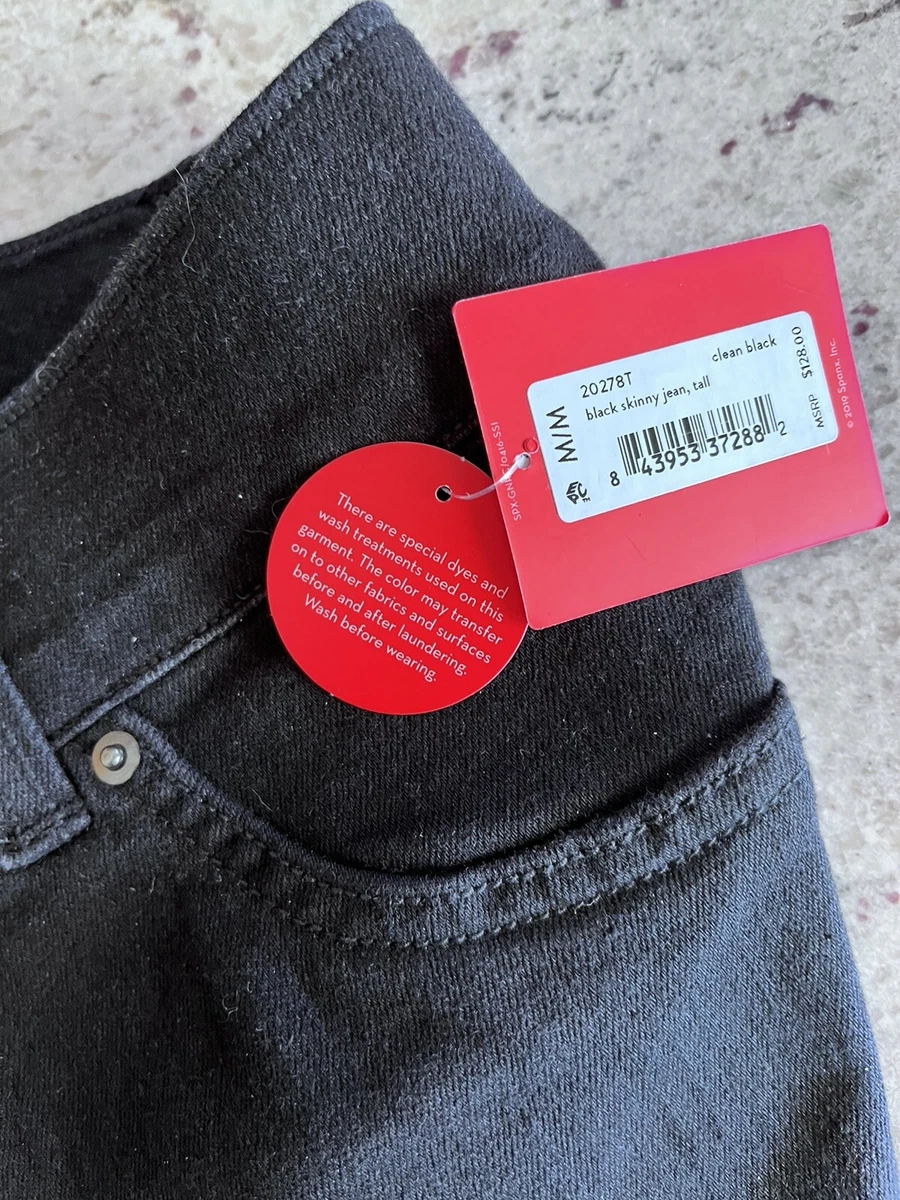 20278T
clean black
black skinny jean, tall
M/M
8 43953 37288 2
MSRP $128.00
© 2019 Spanx, Inc.
There are special dyes and
wash treatments used on this
garment. The color may transfer
on to other fabrics and surfaces
before and after laundering.
Wash before wearing.